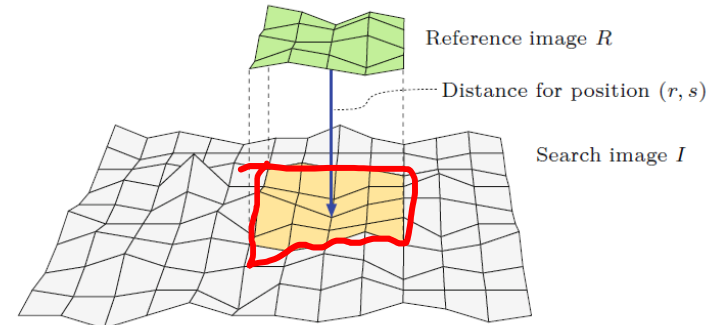 Reference image R
Distance for position (r, s)
Search image I